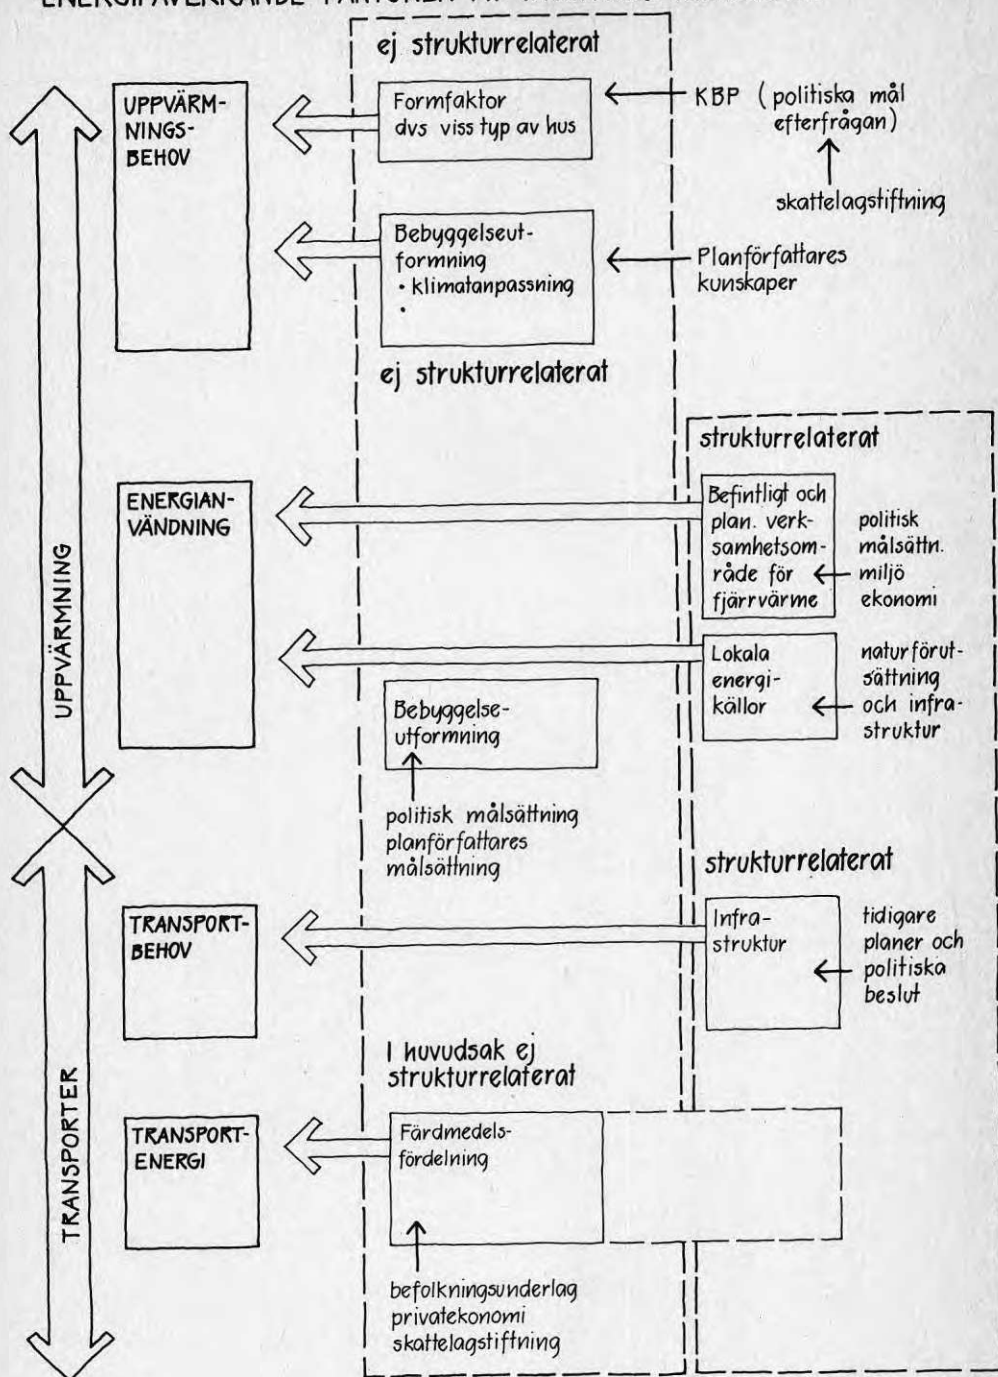 ej strukturrelaterat
UPPVÄRM-
NINGS-
BEHOV
Formfaktor
dvs viss typ av hus
KBP (politiska mål
efterfrågan)
skattelagstiftning
Bebyggelseut-
formning
• klimatanpassning
•
Planförfattares
kunskaper
ej strukturrelaterat
strukturrelaterat
ENERGIAN-
VÄNDNING
Befintligt och
plan. verk-
samhetsom-
råde för
fjärrvärme
politisk
målsättn.
miljö
ekonomi
UPPVÄRMNING
Lokala
energi-
källor
naturförut-
sättning
och infra-
struktur
Bebyggelse-
utformning
politisk målsättning
planförfattares
målsättning
strukturrelaterat
TRANSPORT-
BEHOV
Infra-
struktur
tidigare
planer och
politiska
beslut
TRANSPORTER
I huvudsak ej
strukturrelaterat
TRANSPORT-
ENERGI
Färdmedels-
fördelning
befolkningsunderlag
privatekonomi
skattelagstiftning